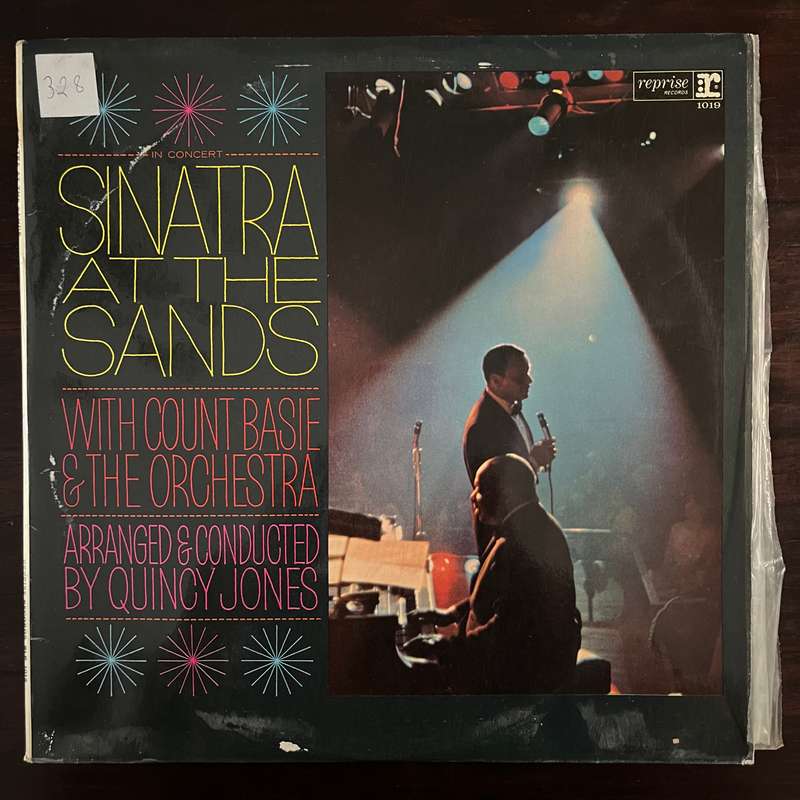 328
IN CONCERT
SINATRA
AT THE
SANDS
WITH COUNT BASIE
& THE ORCHESTRA
ARRANGED & CONDUCTED
BY QUINCY JONES
reprise
RECORDS
1019